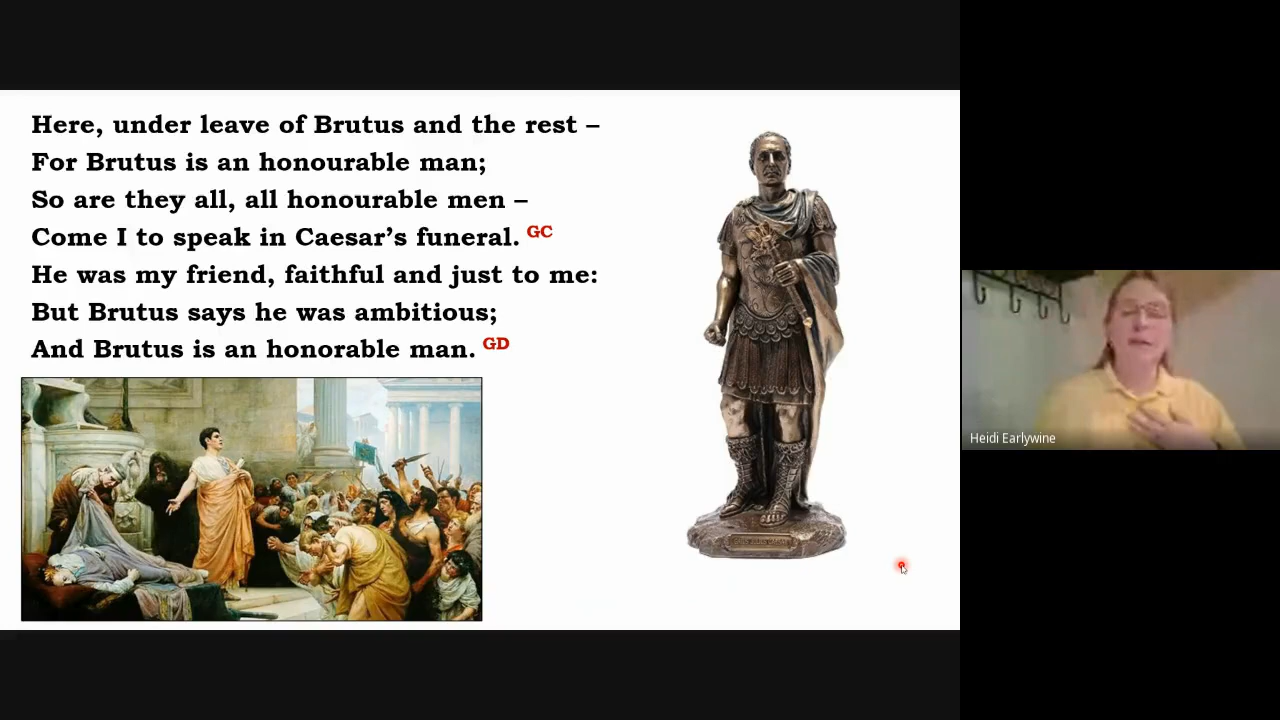 Here, under leave of Brutus and the rest –
For Brutus is an honourable man;
So are they all, all honourable men –
Come I to speak in Caesar’s funeral. GC
He was my friend, faithful and just to me:
But Brutus says he was ambitious;
And Brutus is an honorable man. GD
Heidi Earlywine